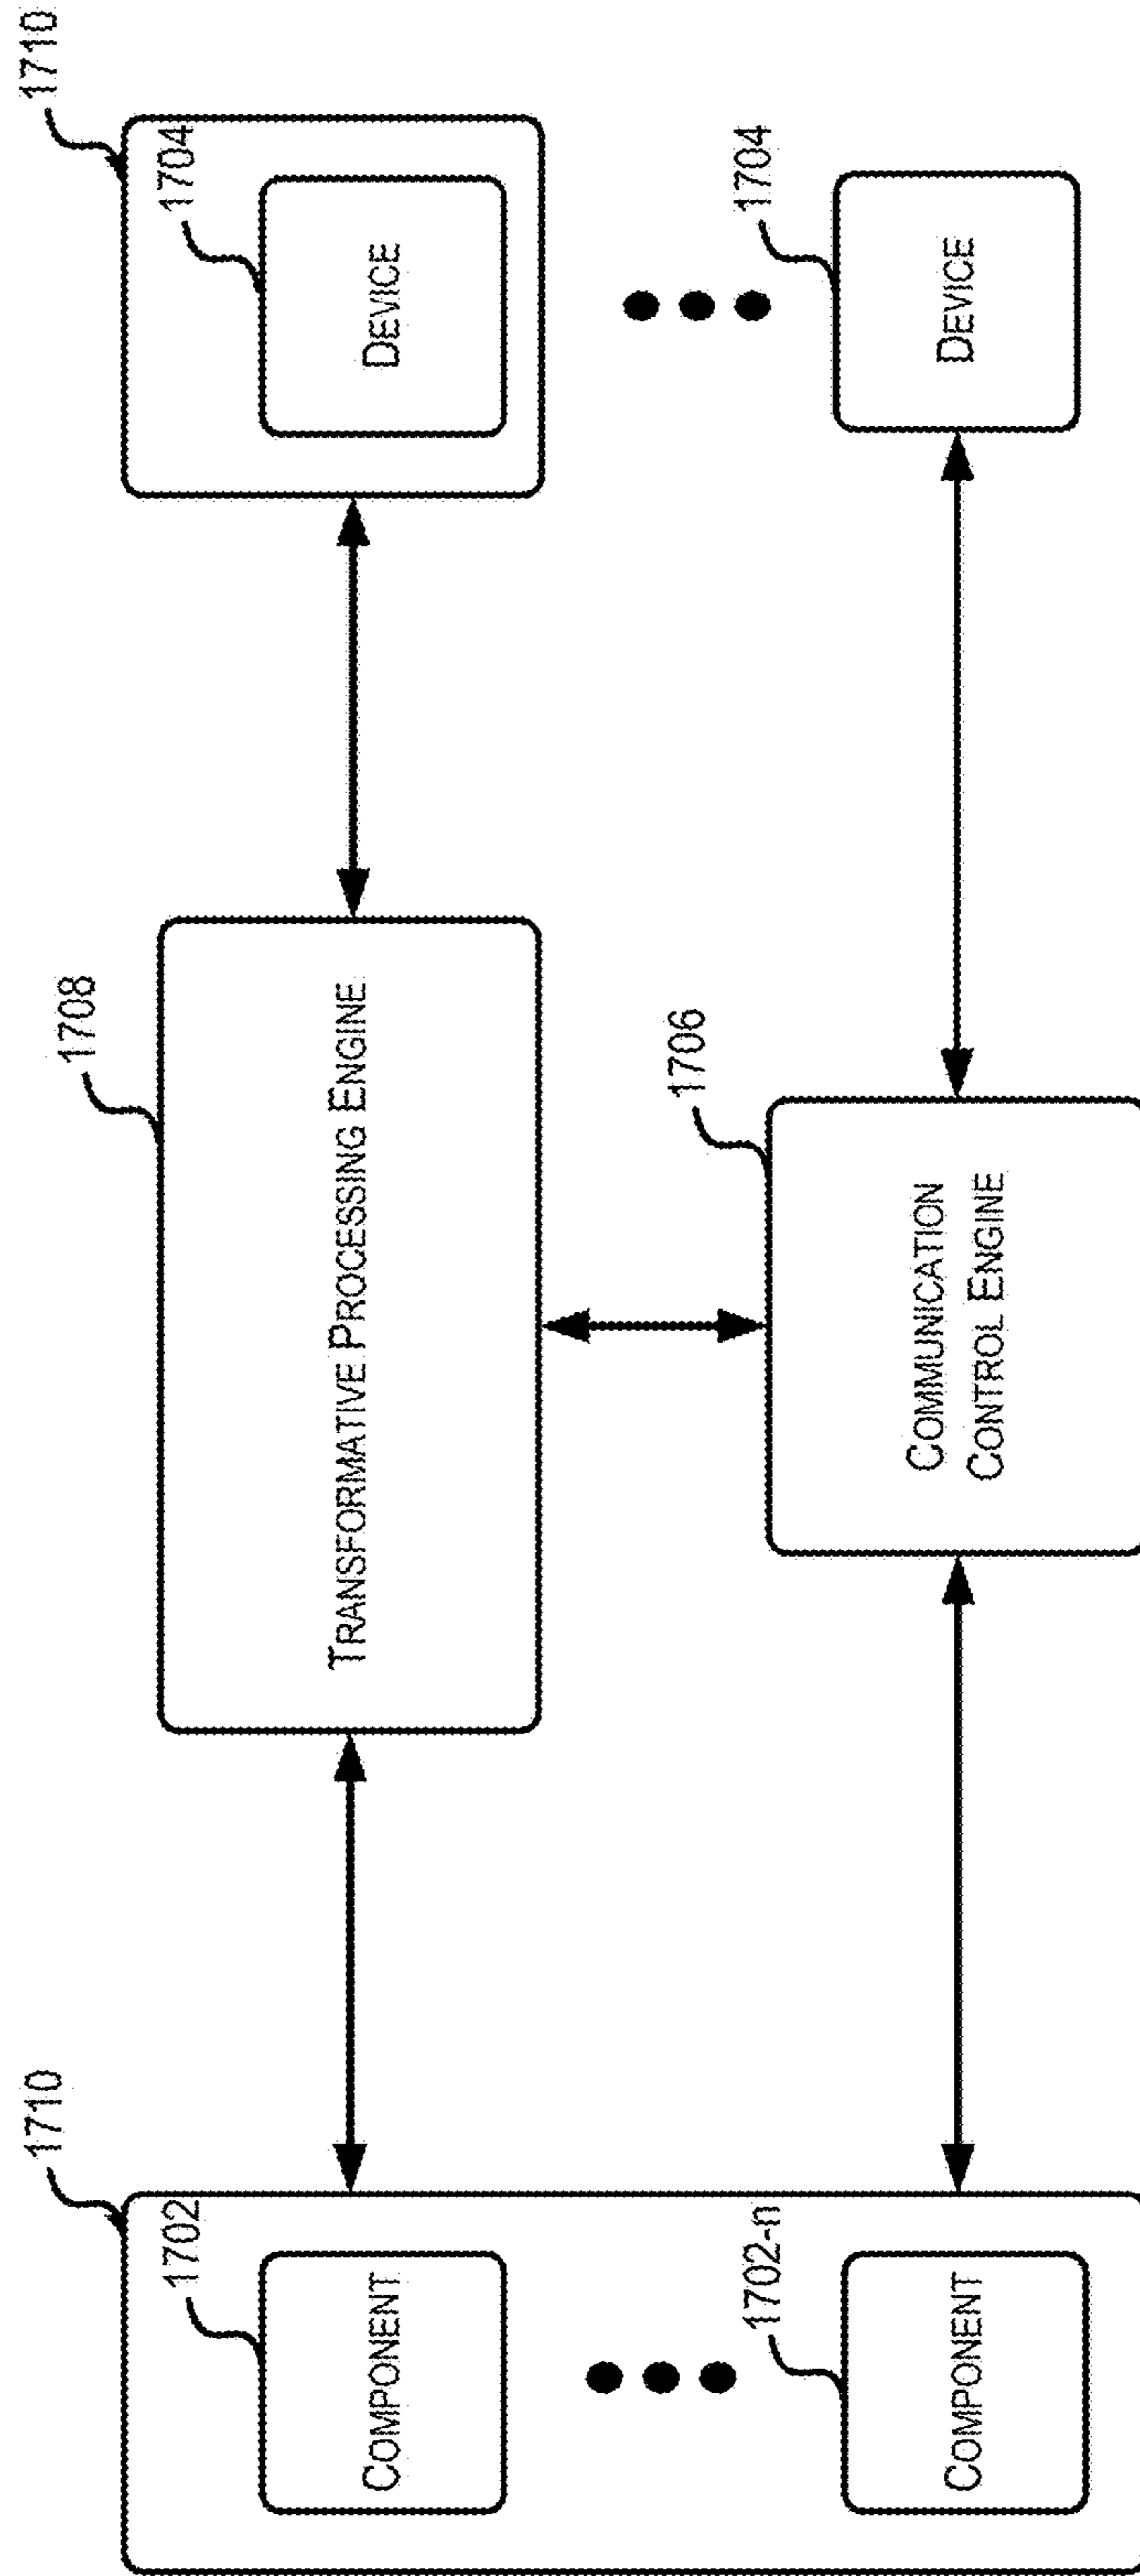 1710
1708
1710
1702
1704
COMPONENT
TRANSFORMATIVE PROCESSING ENGINE
DEVICE
1702-n
1706
1704
COMPONENT
COMMUNICATION
CONTROL ENGINE
DEVICE